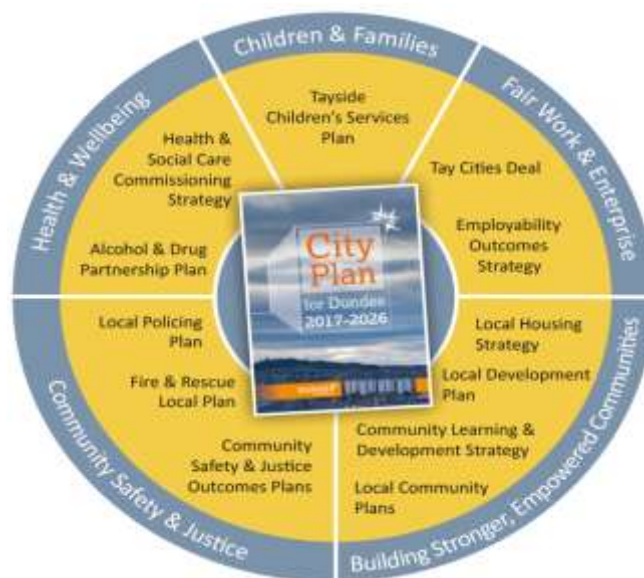 Children & Families
Tayside
Children's Services
Plan
Fair Work & Enterprise
Tay Cities Deal
Employability
Outcomes
Strategy
Building Stronger, Empowered Communities
Local Housing
Strategy
Local Development
Plan
Community Learning &
Development Strategy
Local Community
Plans
Community Safety & Justice
Local Policing
Plan
Fire & Rescue
Local Plan
Community
Safety & Justice
Outcomes Plans
Health & Wellbeing
Health &
Social Care
Commissioning
Strategy
Alcohol & Drug
Partnership Plan
City
Plan
for Dundee
2017-2026